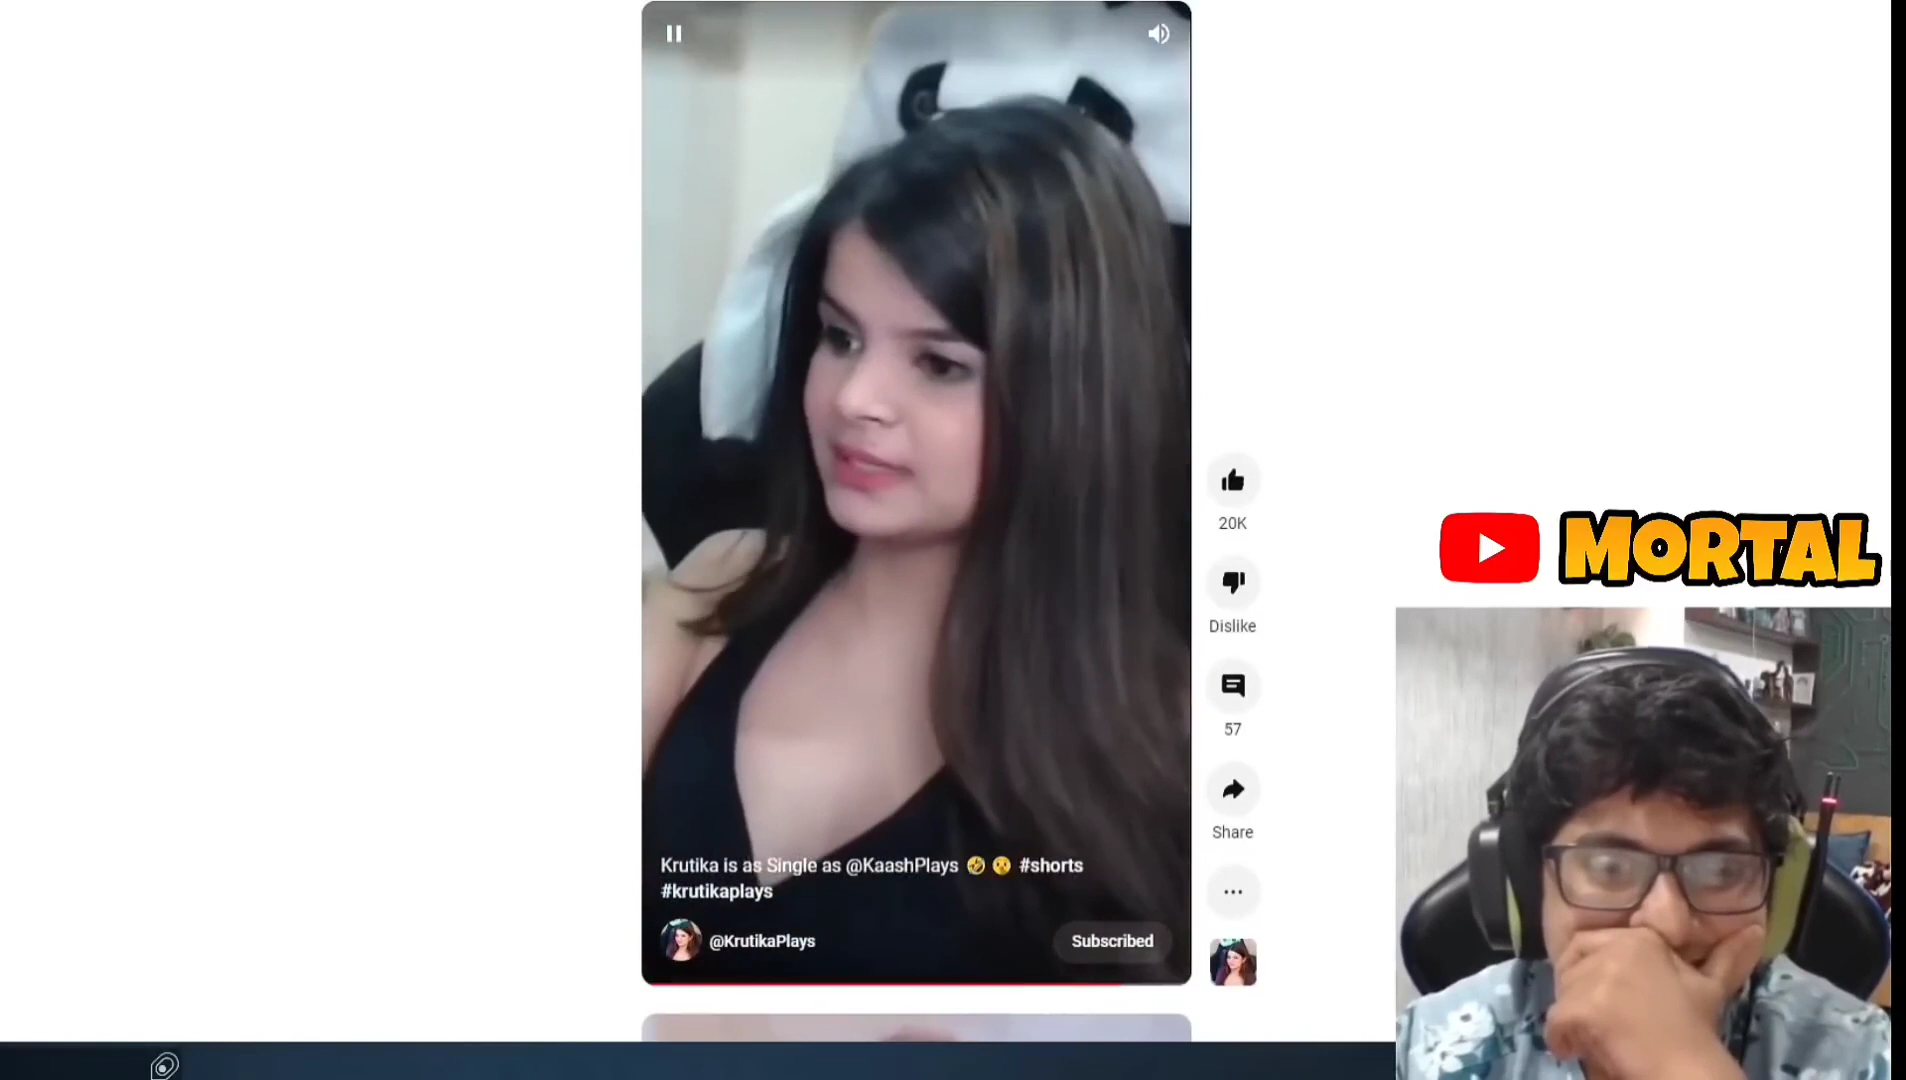 20K
Dislike
57
Share
Krutika is as Single as @KaashPlays 🤣 🤫 #shorts
#krutikaplays
@KrutikaPlays
Subscribed
MORTAL